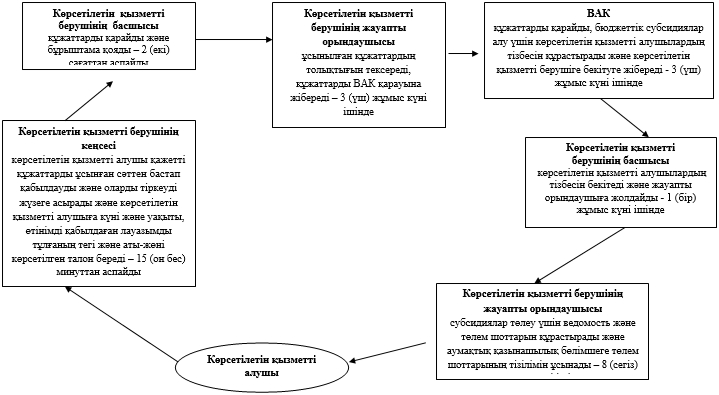 Көрсетілетін қызметті
берушінің басшысы
құжаттарды қарайды және
бұрыштама қояды – 2 (екі)
сағаттан аспайды
Көрсетілетін қызметті
берушінің жауапты
орындаушысы
ұсынылған құжаттардың
толықтығын тексереді,
құжаттарды ВАК қарауына
жібереді – 3 (үш) жұмыс күні
ішінде
ВАК
құжаттарды қарайды, бюджеттік субсидиялар
алу үшін көрсетілетін қызметті алушылардың
тізбесін құрастырады және көрсетілетін
қызметті берушіге бекітуге жібереді - 3 (үш)
жұмыс күні ішінде
Көрсетілетін қызметті
берушінің басшысы
көрсетілетін қызметті алушылардың
тізбесін бекітеді және жауапты
орындаушыға жолдайды - 1 (бір)
жұмыс күні ішінде
Көрсетілетін қызметті берушінің
жауапты орындаушысы
субсидиялар төлеу үшін ведомость және
төлем шоттарын құрастырады және
аумақтық қазынашылық бөлімшеге төлем
шоттарының тізілімін ұсынады – 8 (сегіз)
Көрсетілетін қызметті
алушы
Көрсетілетін қызметті берушінің
кеңсесі
көрсетілетін қызметті алушы қажетті
құжаттарды ұсынған сәттен бастап
қабылдауды және оларды тіркеуді
жүзеге асырады және көрсетілетін
қызметті алушыға күні және уақыты,
өтінімді қабылдаған лауазымды
тұлғаның тегі және аты-жөні
көрсетілген талон береді – 15 (он бес)
минуттан аспайды